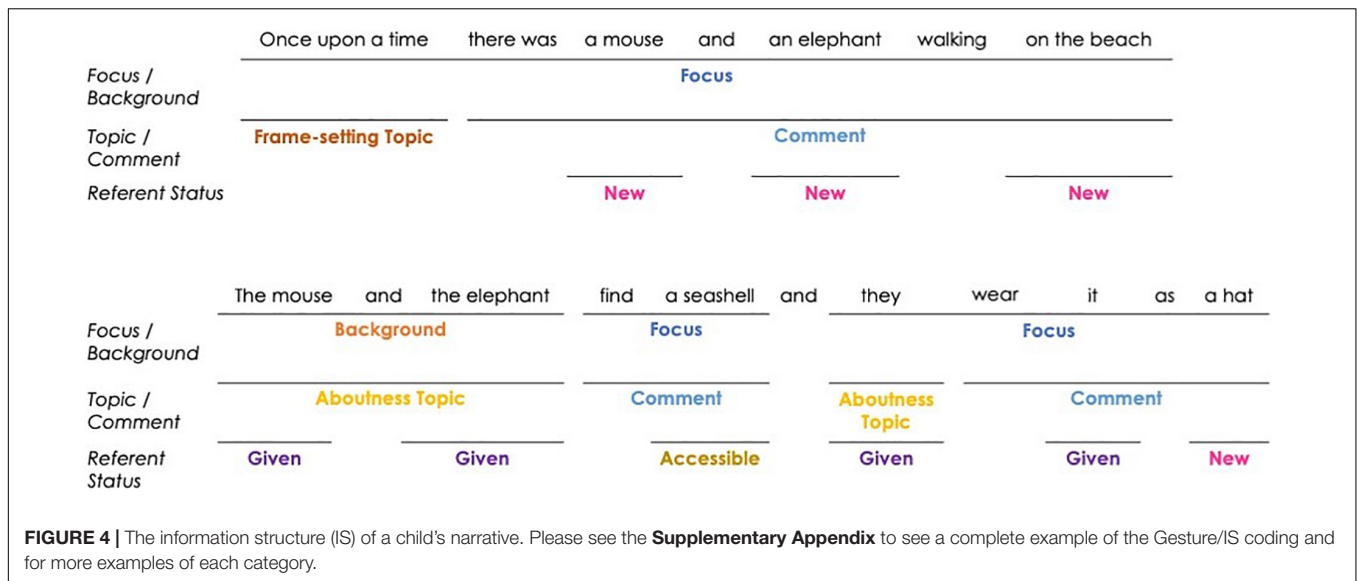 Once upon a time there was a mouse and an elephant walking on the beach
Focus / Focus
Background
Topic / Frame-setting Topic Comment
Comment
Referent Status New New New
The mouse and the elephant find a seashell and they wear it as a hat
Focus / Background Focus Focus
Background
Topic / Aboutness Topic Comment Aboutness Comment
Comment Topic
Referent Given Given Accessible Given Given New
Status
FIGURE 4 | The information structure (IS) of a child’s narrative. Please see the Supplementary Appendix to see a complete example of the Gesture/IS coding and
for more examples of each category.